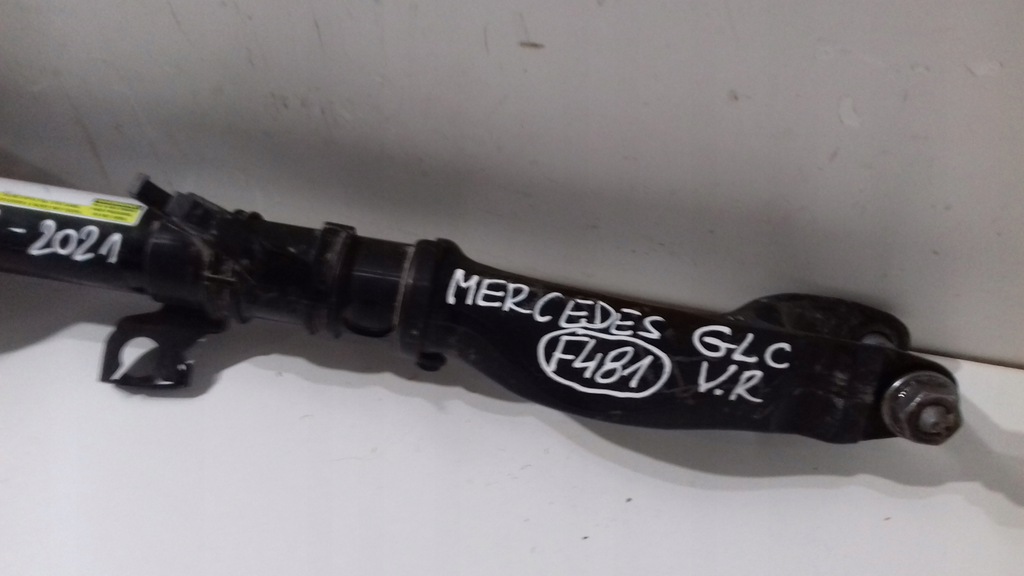 - 2021
MERCEDES GLC
F481 V.R